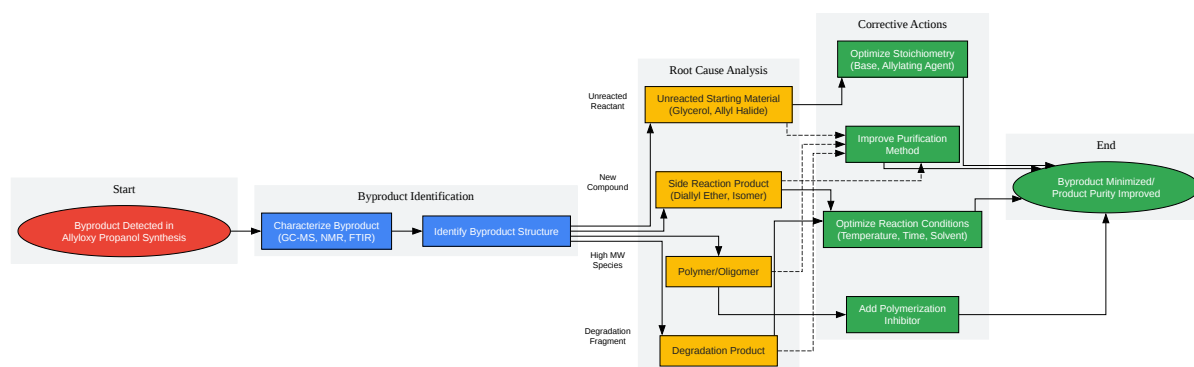 Start
Byproduct Detected in
Allyloxy Propanol Synthesis
Byproduct Identification
Characterize Byproduct
(GC-MS, NMR, FTIR)
Identify Byproduct Structure
Unreacted
Reactant
New
Compound
High MW
Species
Degradation
Fragment
Root Cause Analysis
Unreacted Starting Material
(Glycerol, Allyl Halide)
Side Reaction Product
(Diallyl Ether, Isomer)
Polymer/Oligomer
Degradation Product
Corrective Actions
Optimize Stoichiometry
(Base, Allylating Agent)
Improve Purification
Method
Optimize Reaction Conditions
(Temperature, Time, Solvent)
Add Polymerization
Inhibitor
End
Byproduct Minimized/
Product Purity Improved